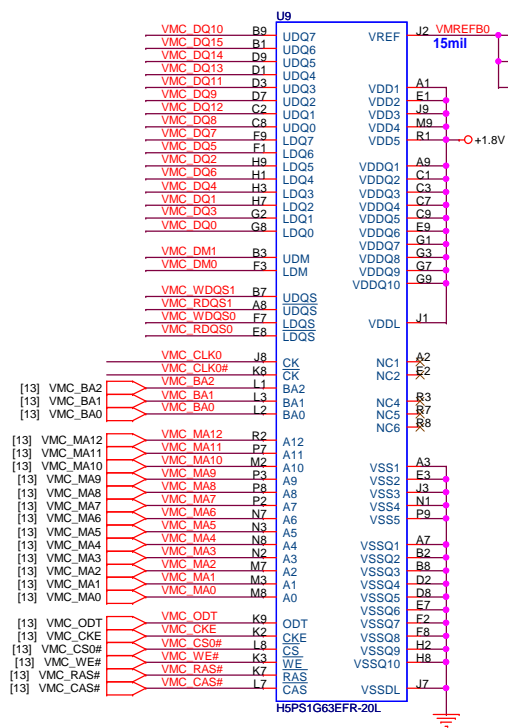 U9
VMC_DQ10 B9 UDQ7 VREF J2 VMREFB0
VMC_DQ15 B1 UDQ6 15mil
VMC_DQ14 D9 UDQ5
VMC_DQ13 D1 UDQ4
VMC_DQ11 D3 UDQ3 VDD1 A1
VMC_DQ9 D7 UDQ2 VDD2 E1
VMC_DQ12 C2 UDQ1 VDD3 J9
VMC_DQ8 C8 UDQ0 VDD4 M9
VMC_DQ7 F9 LDQ7 VDD5 R1 +1.8V
VMC_DQ5 F1 LDQ6
VMC_DQ2 H9 LDQ5 VDDQ1 A9
VMC_DQ6 H1 LDQ4 VDDQ2 C1
VMC_DQ4 H3 LDQ3 VDDQ3 C3
VMC_DQ1 H7 LDQ2 VDDQ4 C7
VMC_DQ3 G2 LDQ1 VDDQ5 C9
VMC_DQ0 G8 LDQ0 VDDQ6 E9
VDDQ7 G1
VMC_DM1 B3 UDM VDDQ8 G3
VMC_DM0 F3 LDM VDDQ9 G7
VDDQ10 G9
VMC_WDQS1 B7 UDQS
VMC_RDQS1 A8 UDQS
VMC_WDQS0 F7 LDQS VDDL J1
VMC_RDQS0 E8 LDQS
VMC_CLK0 J8 CK NC1 A2
VMC_CLK0# K8 CK NC2 E2
[13] VMC_BA2 VMC_BA2 L1 BA2
[13] VMC_BA1 VMC_BA1 L3 BA1 NC4 R3
[13] VMC_BA0 VMC_BA0 L2 BA0 NC5 R7
NC6 R8
[13] VMC_MA12 VMC_MA12 R2 A12
[13] VMC_MA11 VMC_MA11 P7 A11
[13] VMC_MA10 VMC_MA10 M2 A10 VSS1 A3
[13] VMC_MA9 VMC_MA9 P3 A9 VSS2 E3
[13] VMC_MA8 VMC_MA8 P8 A8 VSS3 J3
[13] VMC_MA7 VMC_MA7 P2 A7 VSS4 N1
[13] VMC_MA6 VMC_MA6 N7 A6 VSS5 P9
[13] VMC_MA5 VMC_MA5 N3 A5
[13] VMC_MA4 VMC_MA4 N8 A4 VSSQ1 A7
[13] VMC_MA3 VMC_MA3 N2 A3 VSSQ2 B2
[13] VMC_MA2 VMC_MA2 M7 A2 VSSQ3 B8
[13] VMC_MA1 VMC_MA1 M3 A1 VSSQ4 D2
[13] VMC_MA0 VMC_MA0 M8 A0 VSSQ5 D8
VSSQ6 E7
[13] VMC_ODT VMC_ODT K9 ODT VSSQ7 F2
[13] VMC_CKE VMC_CKE K2 CKE VSSQ8 F8
[13] VMC_CS0# VMC_CS0# L8 CS VSSQ9 H2
[13] VMC_WE# VMC_WE# K3 WE VSSQ10 H8
[13] VMC_RAS# VMC_RAS# K7 RAS
[13] VMC_CAS# VMC_CAS# L7 CAS VSSDL J7
H5PS1G63EFR-20L